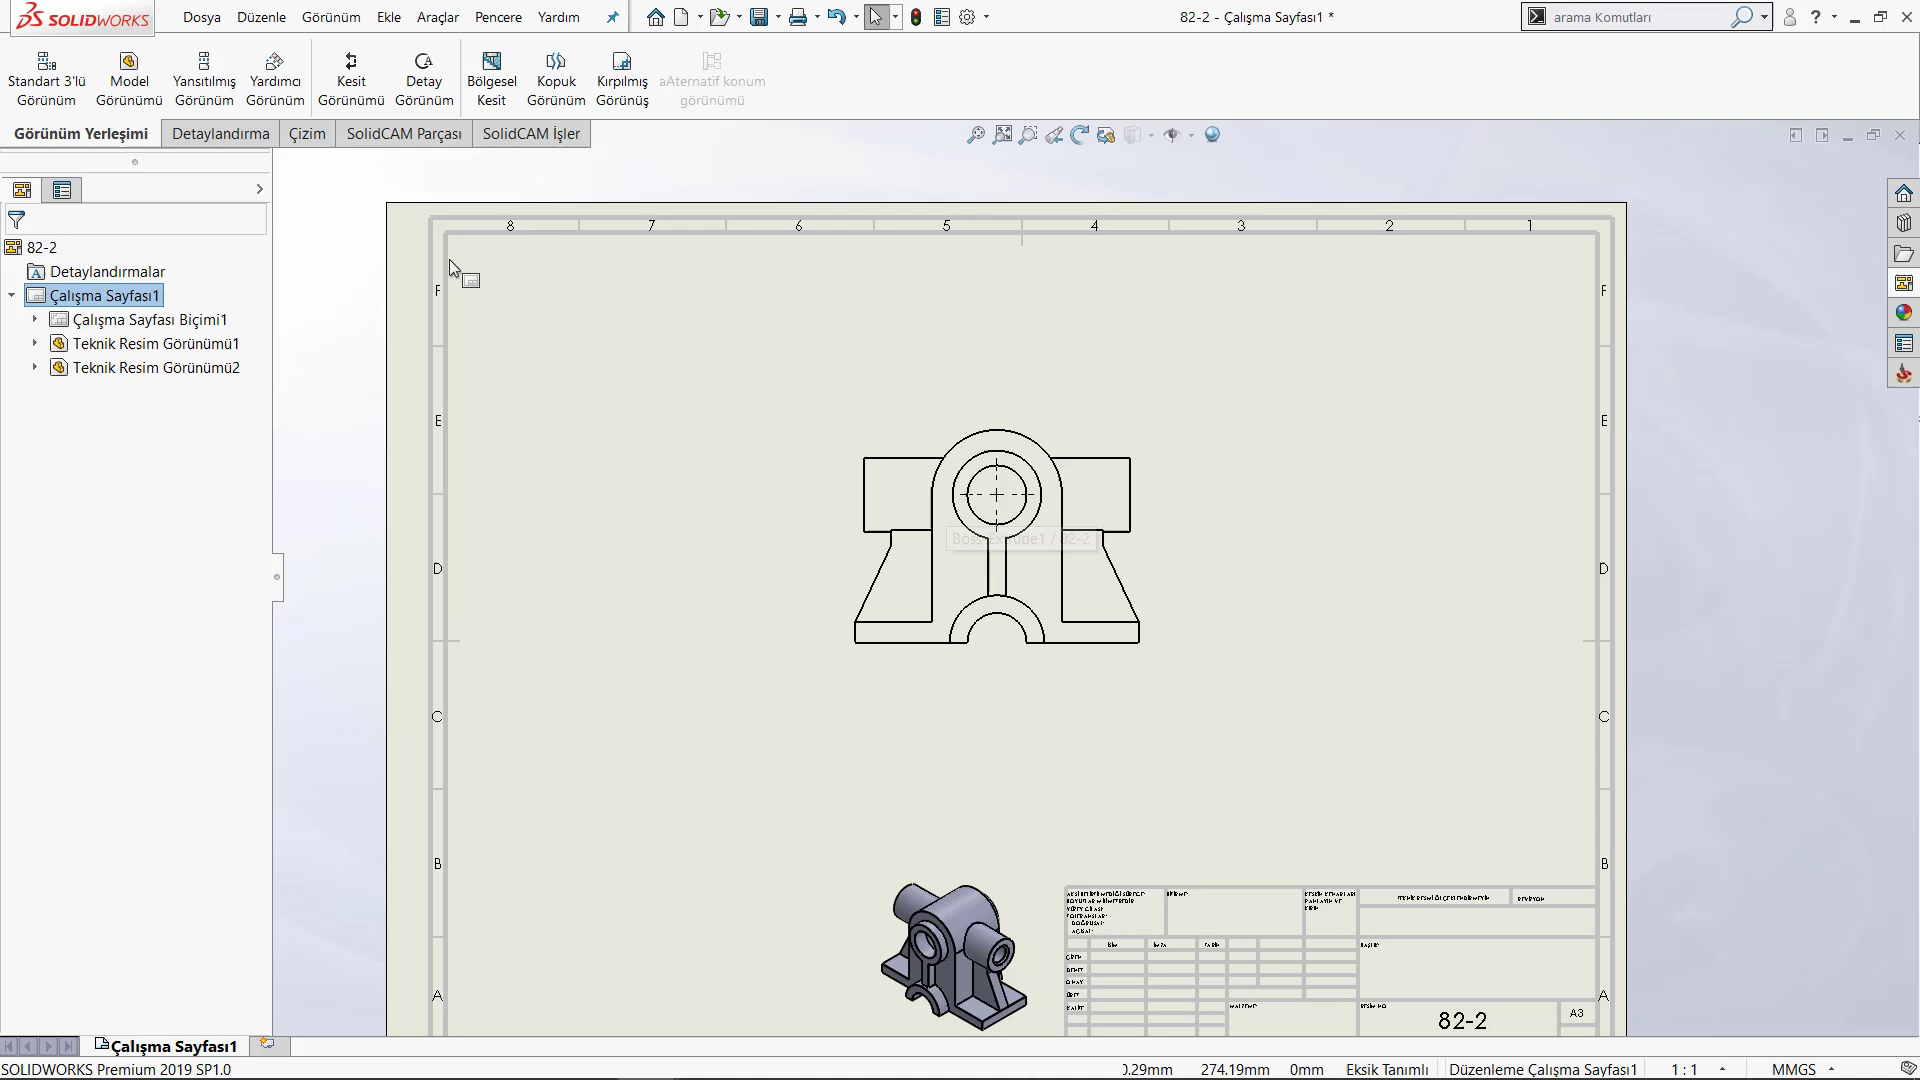 SOLIDWORKS
Dosya Düzenle Görünüm Ekle Araçlar Pencere Yardım
82-2 - Çalışma Sayfası1 *
arama Komutları
Standart 3'lü Görünüm
Model Görünümü
Yansıtılmış Görünüm
Yardımcı Görünüm
Kesit Görünümü
Detay Görünüm
Bölgesel Kesit
Kopuk Görünüm
Kırpılmış Görünüş
aAternatif konum görünümü
Görünüm Yerleşimi Detaylandırma Çizim SolidCAM Parçası SolidCAM İşler
82-2
Detaylandırmalar
Çalışma Sayfası1
Çalışma Sayfası Biçimi1
Teknik Resim Görünümü1
Teknik Resim Görünümü2
8 7 6 5 4 3 2 1
F F
E E
Boss-Extrude1 / 82-2
D D
C C
B B
A A
82-2
A3
Çalışma Sayfası1
SOLIDWORKS Premium 2019 SP1.0
274.19mm 0mm Eksik Tanımlı Düzenleme Çalışma Sayfası1 1 : 1 MMGS